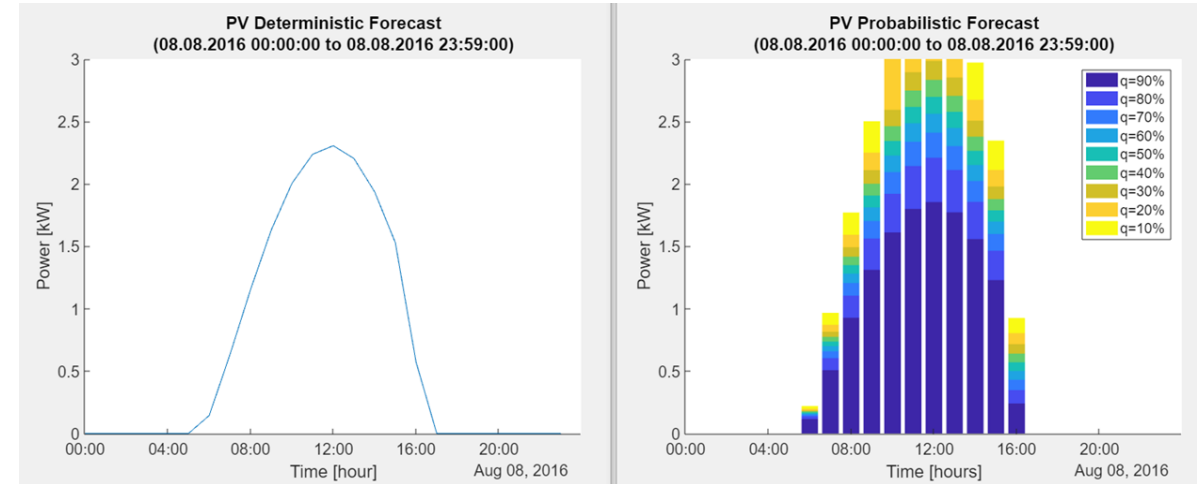 PV Deterministic Forecast
(08.08.2016 00:00:00 to 08.08.2016 23:59:00)
3
2.5
2
1.5
1
0.5
0
Power [kW]
00:00 04:00 08:00 12:00 16:00 20:00
Time [hour]
Aug 08, 2016
PV Probabilistic Forecast
(08.08.2016 00:00:00 to 08.08.2016 23:59:00)
3
2.5
2
1.5
1
0.5
0
Power [kW]
00:00 04:00 08:00 12:00 16:00 20:00
Time [hours]
Aug 08, 2016
q=90%
q=80%
q=70%
q=60%
q=50%
q=40%
q=30%
q=20%
q=10%